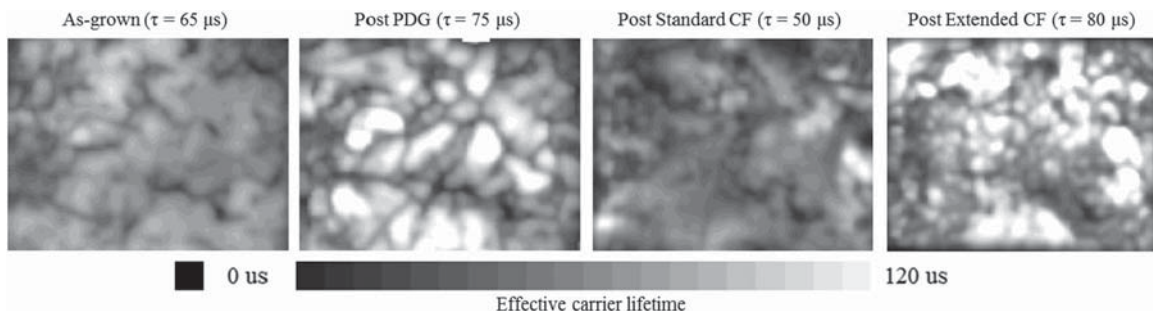 As-grown (τ = 65 μs) Post PDG (τ = 75 μs) Post Standard CF (τ = 50 μs) Post Extended CF (τ = 80 μs)
0 us 120 us
Effective carrier lifetime